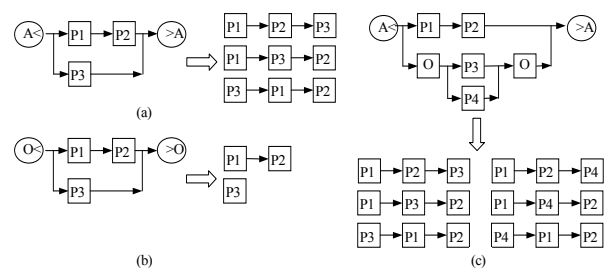 A< P1 P2 >A
P3
P1 P2 P3
P1 P3 P2
P3 P1 P2
(a)
O< P1 P2 >O
P3
P1 P2
P3
(b)
A< P1 P2 >A
O P3 O
P4
P1 P2 P3 P1 P2 P4
P1 P3 P2 P1 P4 P2
P3 P1 P2 P4 P1 P2
(c)